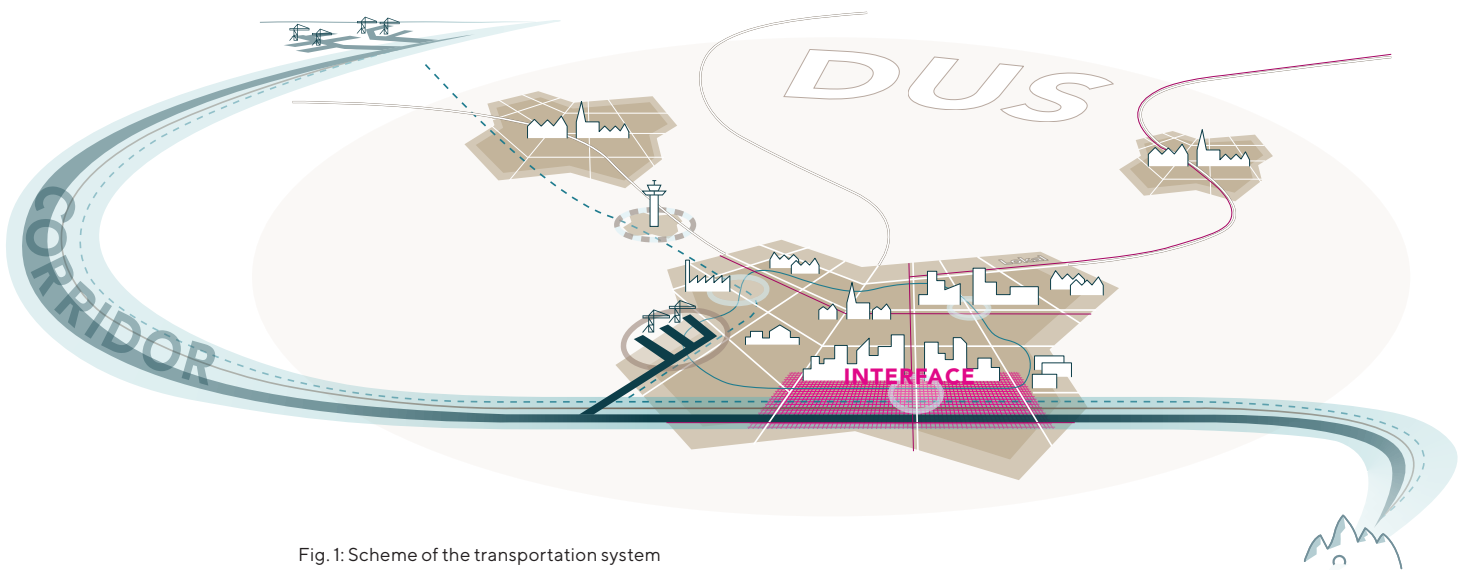 DUS
CORRIDOR
INTERFACE
Fig. 1: Scheme of the transportation system